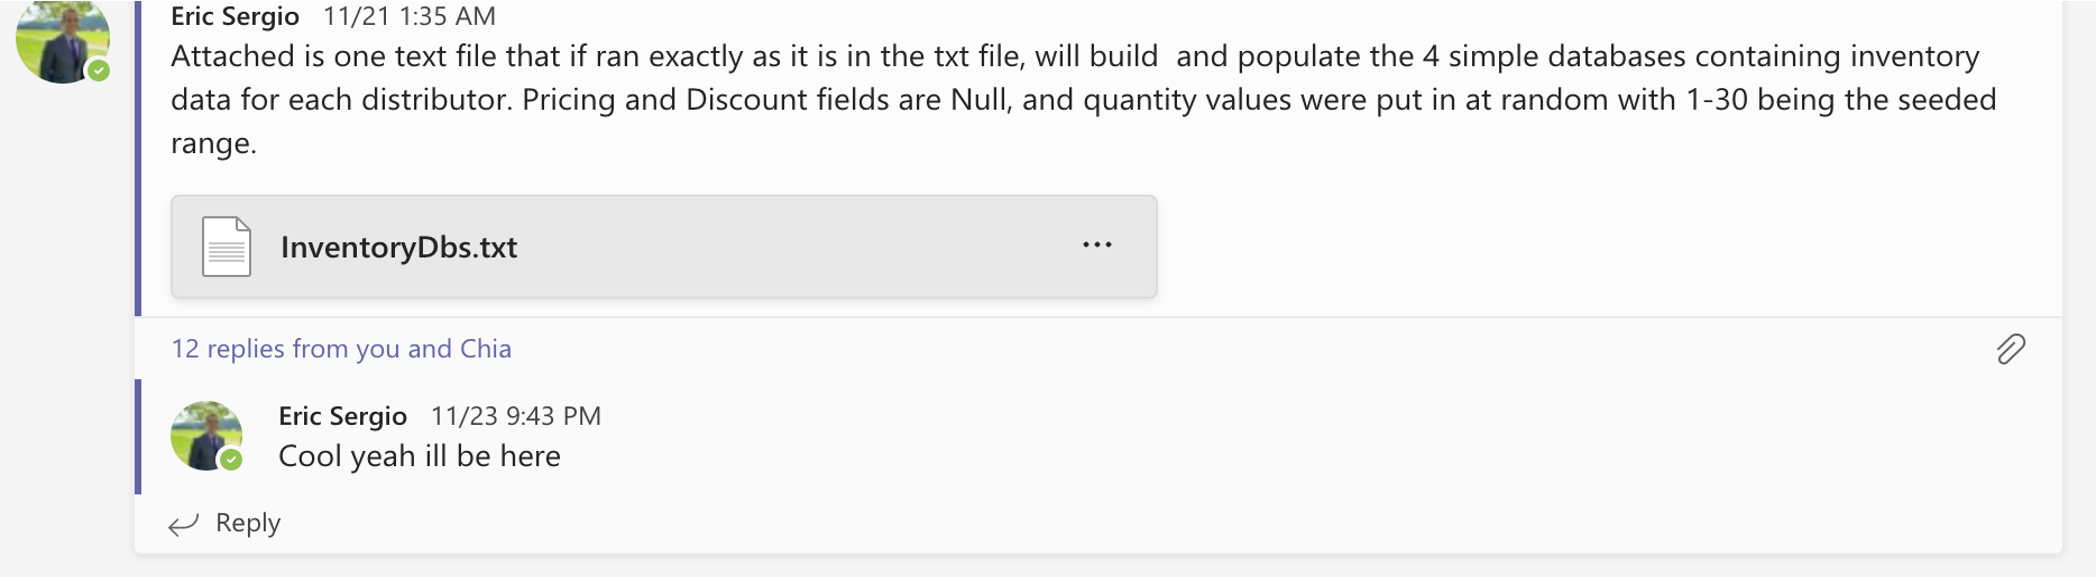 Eric Sergio 11/21 1:35 AM
Attached is one text file that if ran exactly as it is in the txt file, will build  and populate the 4 simple databases containing inventory
data for each distributor. Pricing and Discount fields are Null, and quantity values were put in at random with 1-30 being the seeded
range.
InventoryDbs.txt
12 replies from you and Chia
Eric Sergio 11/23 9:43 PM
Cool yeah ill be here
Reply